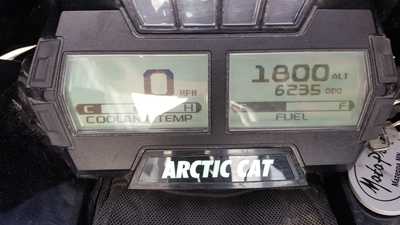 0 MPH
C H
COOLANT TEMP
1800 ALT
6235 ODO
F
FUEL
ARCTIC CAT